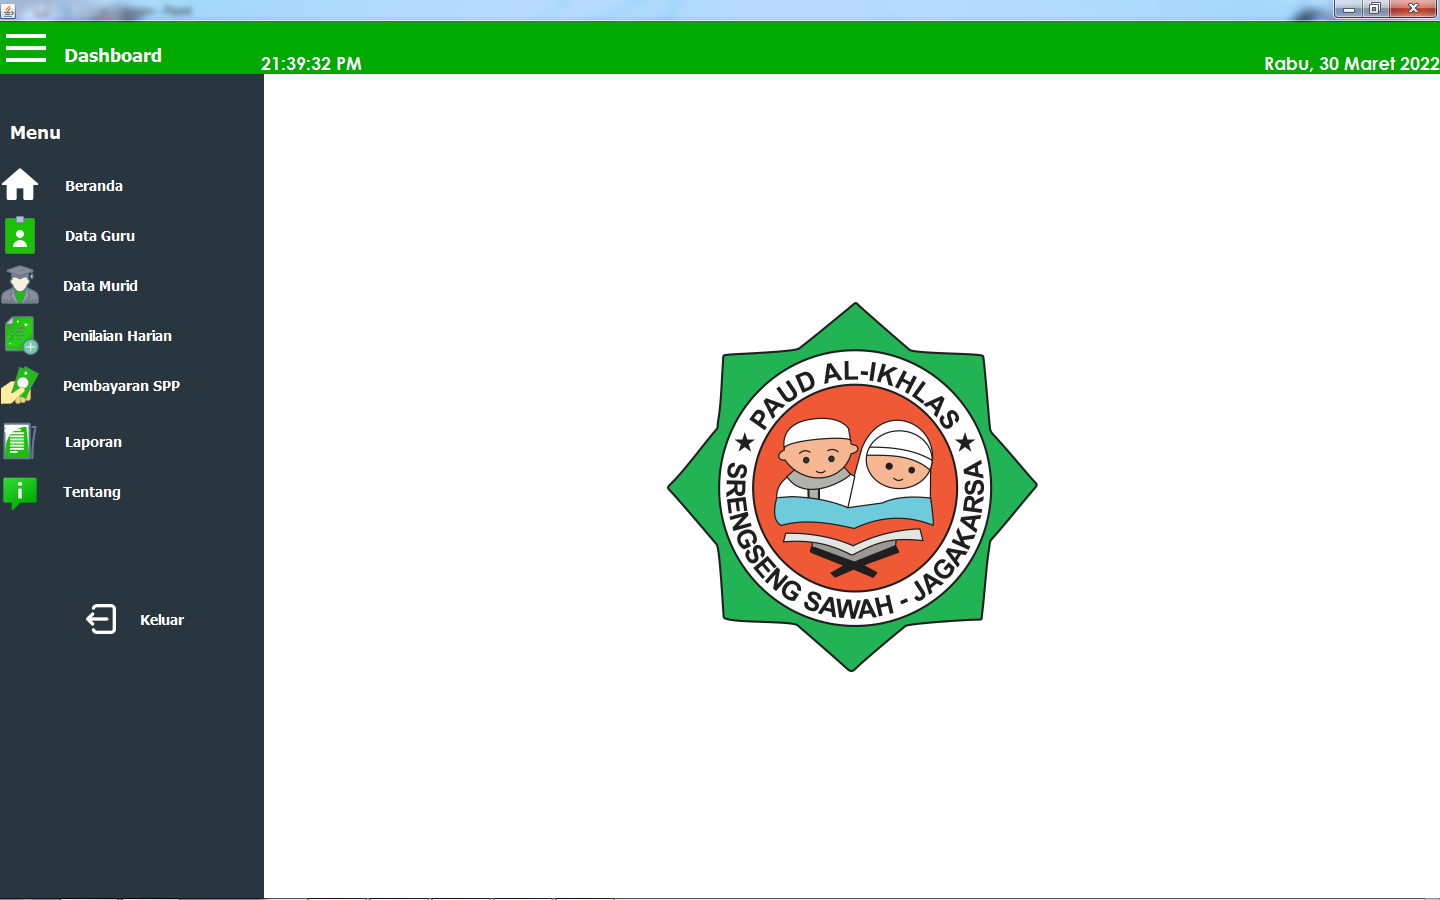 Dashboard
21:39:32 PM
Rabu, 30 Maret 2022
Menu
Beranda
Data Guru
Data Murid
Penilaian Harian
Pembayaran SPP
Laporan
Tentang
Keluar
★ PAUD AL-IKHLAS ★
SRENGSENG SAWAH - JAGAKARSA